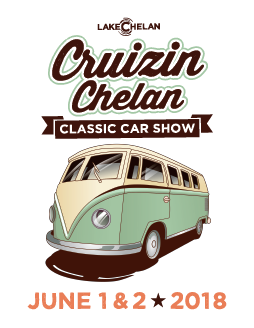 LAKE CHELAN
Cruizin
Chelan
CLASSIC CAR SHOW
JUNE 1 & 2 ★ 2018